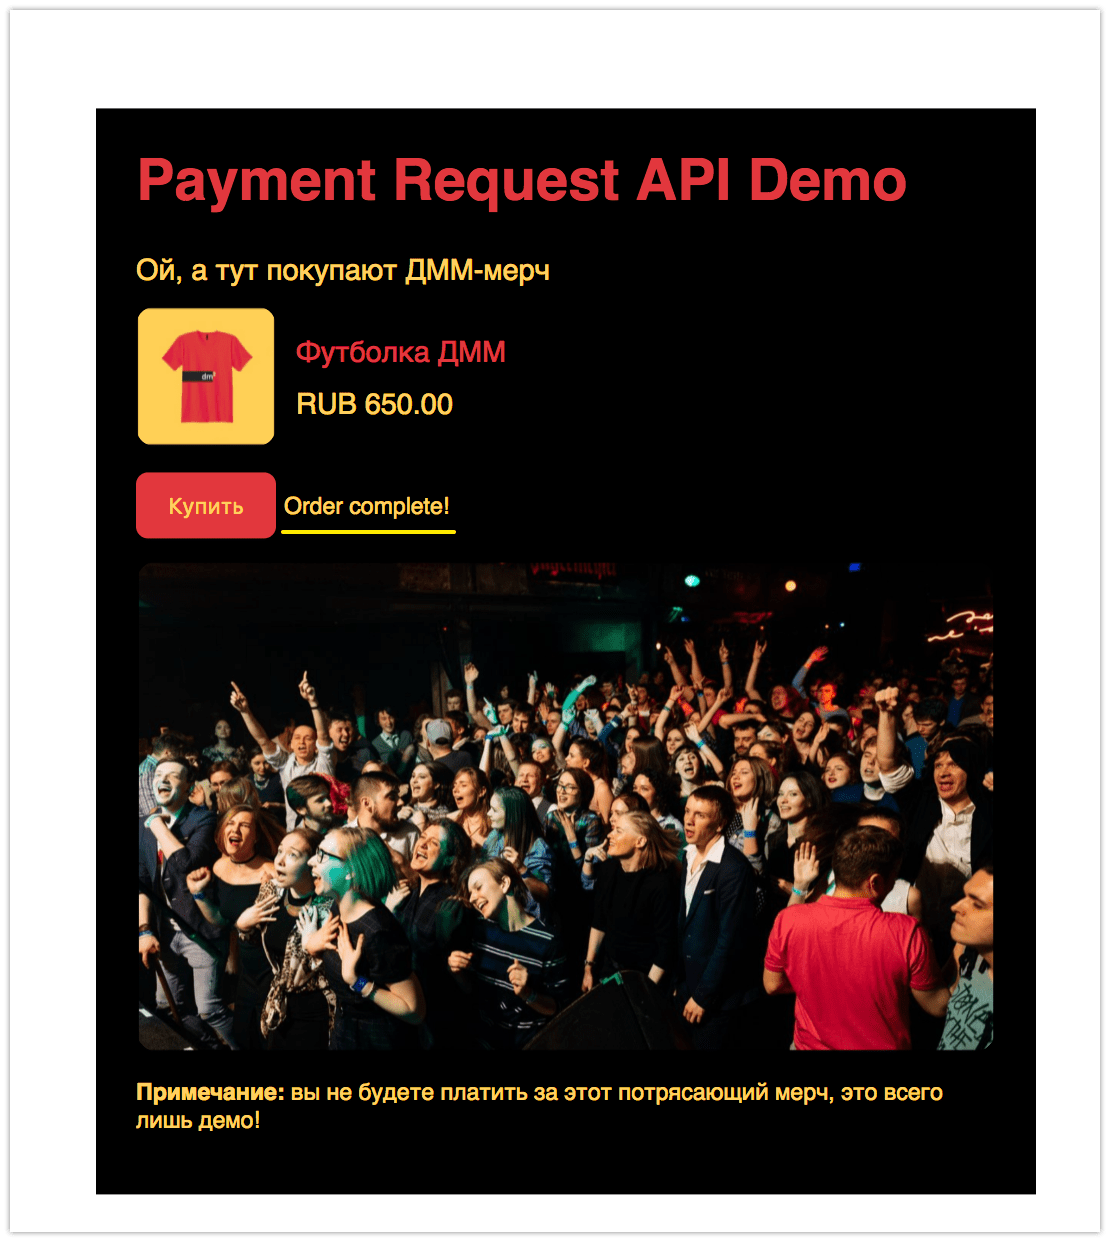 Payment Request API Demo
Ой, а тут покупают ДММ-мерч
dm
Футболка ДММ
RUB 650.00
Купить
Order complete!
Примечание: вы не будете платить за этот потрясающий мерч, это всего
лишь демо!